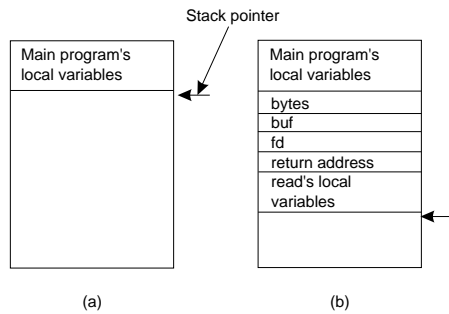 Stack pointer
Main program's
local variables
Main program's
local variables
bytes
buf
fd
return address
read's local
variables
(a)
(b)